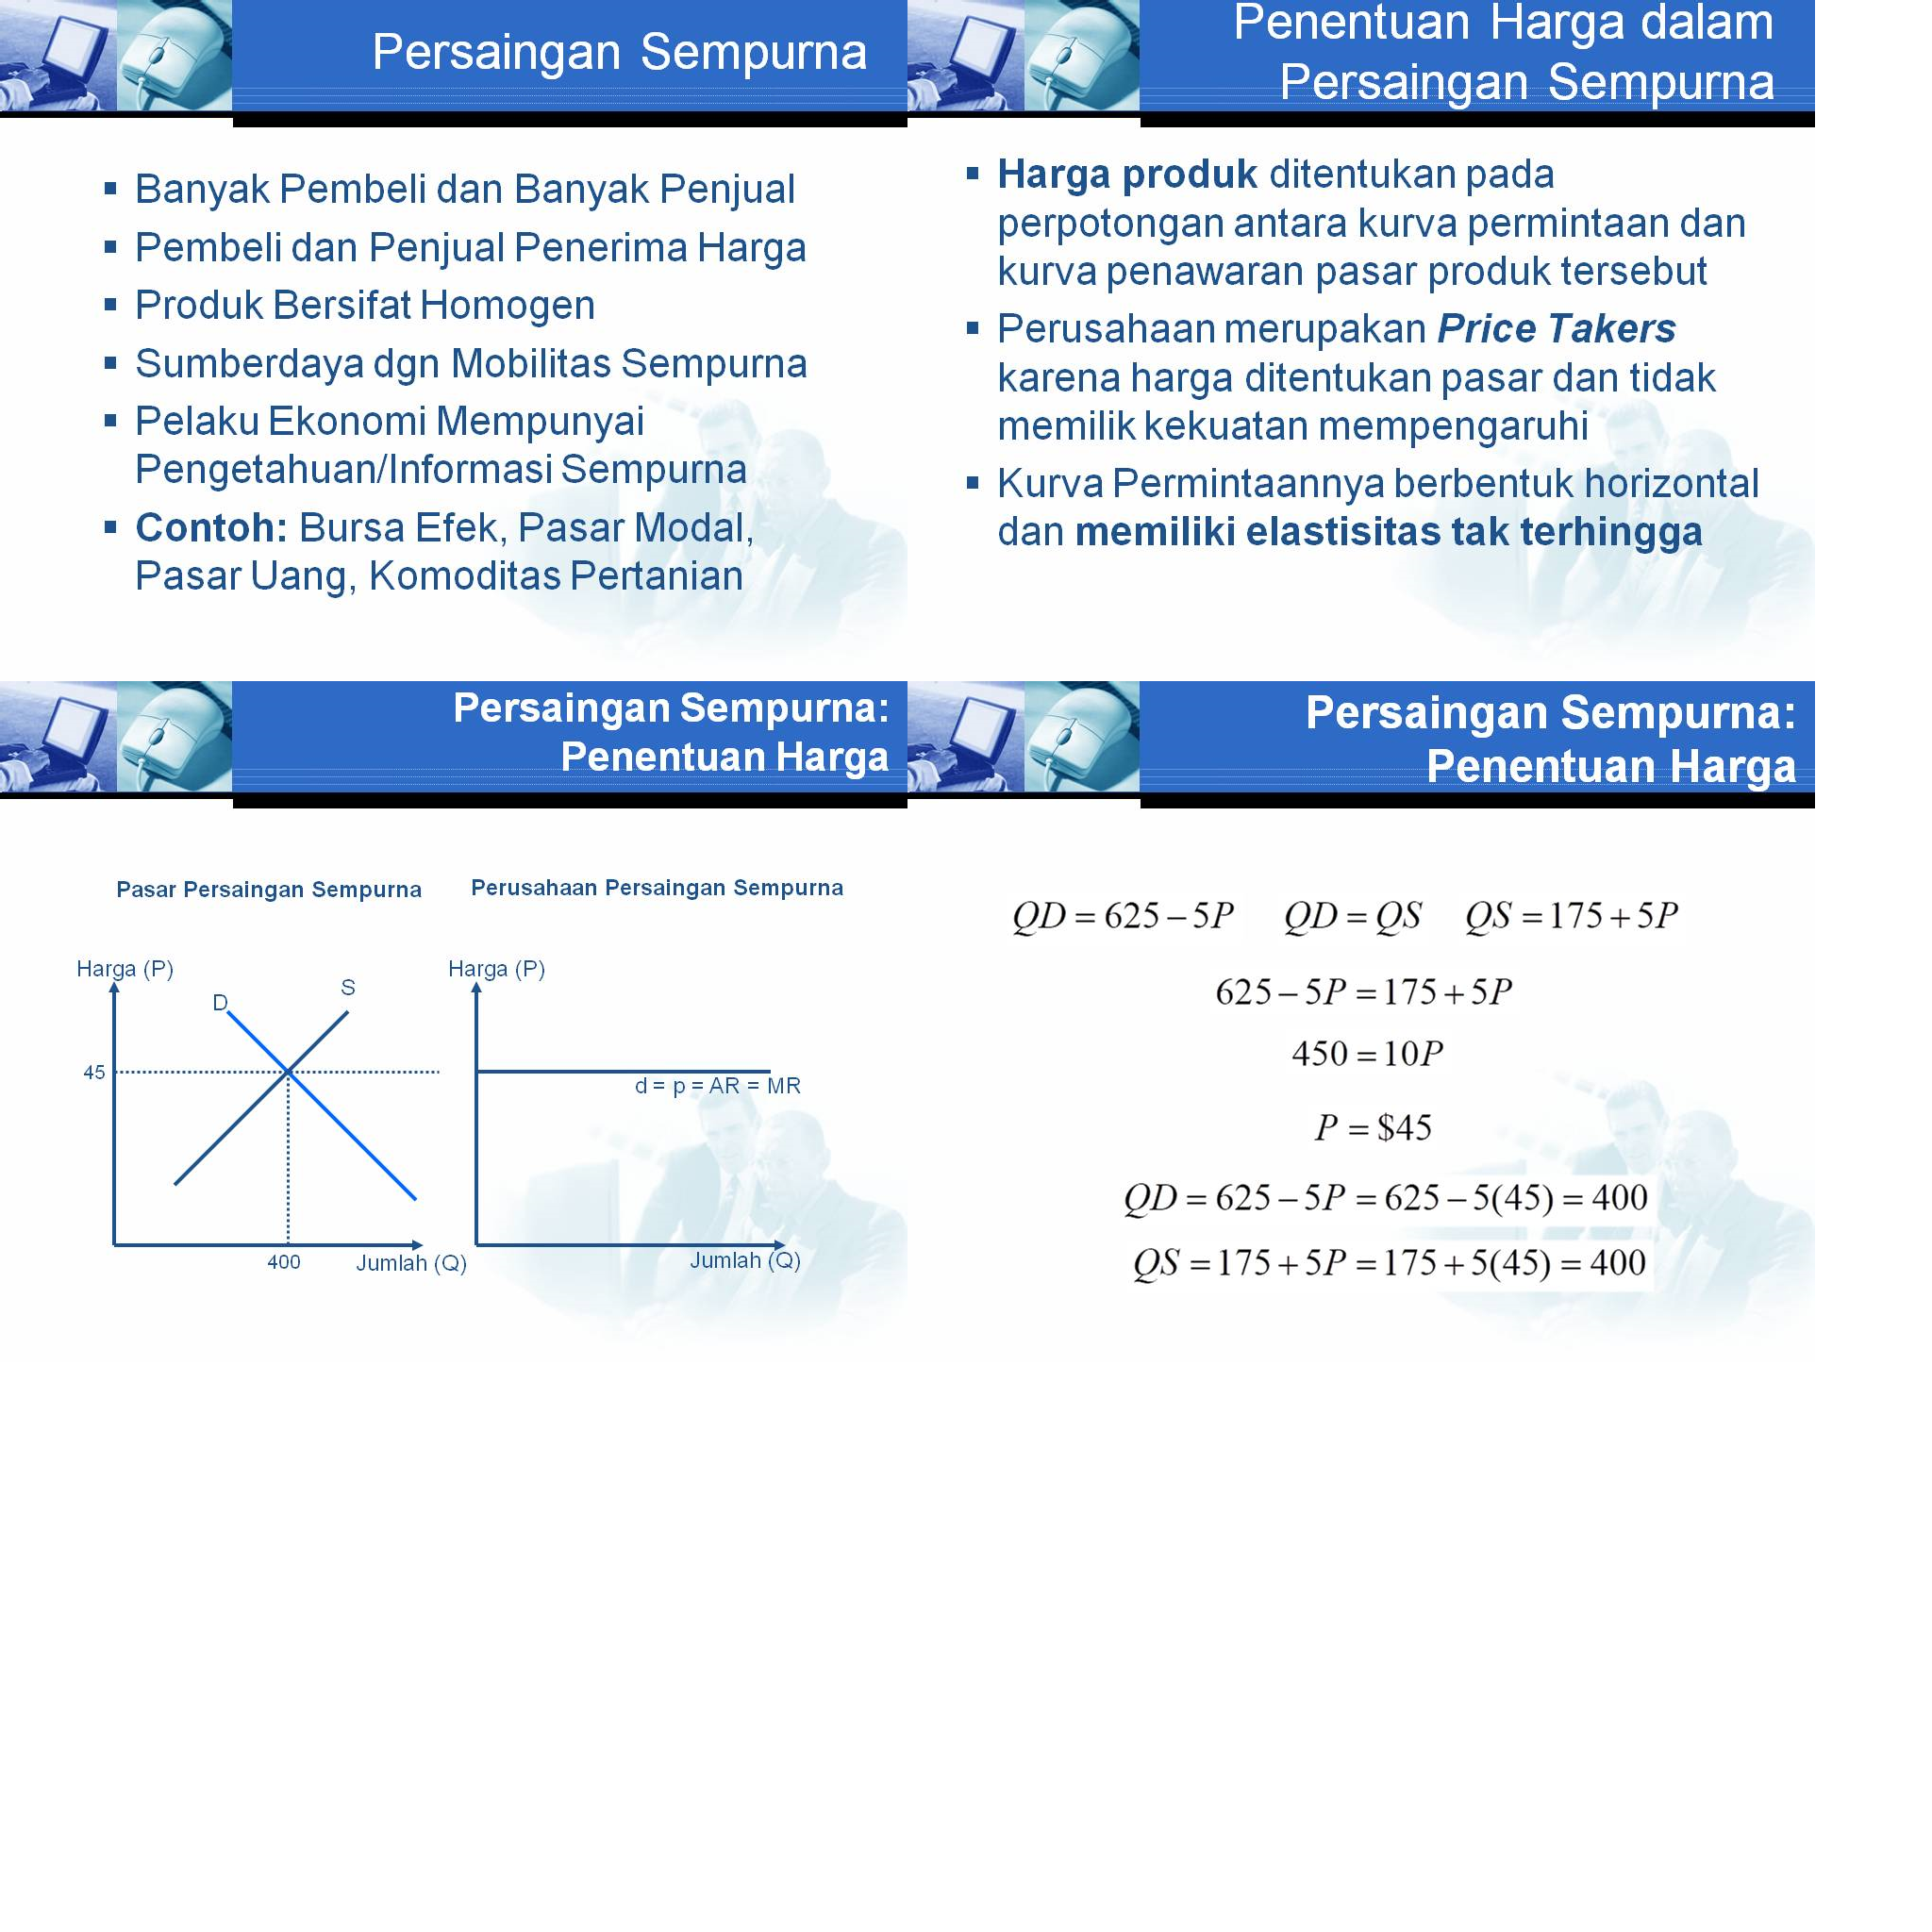 Persaingan Sempurna
▪ Banyak Pembeli dan Banyak Penjual
▪ Pembeli dan Penjual Penerima Harga
▪ Produk Bersifat Homogen
▪ Sumberdaya dgn Mobilitas Sempurna
▪ Pelaku Ekonomi Mempunyai
Pengetahuan/Informasi Sempurna
▪ Contoh: Bursa Efek, Pasar Modal,
Pasar Uang, Komoditas Pertanian
Penentuan Harga dalam
Persaingan Sempurna
▪ Harga produk ditentukan pada
perpotongan antara kurva permintaan dan
kurva penawaran pasar produk tersebut
▪ Perusahaan merupakan Price Takers
karena harga ditentukan pasar dan tidak
memilik kekuatan mempengaruhi
▪ Kurva Permintaannya berbentuk horizontal
dan memiliki elastisitas tak terhingga
Persaingan Sempurna:
Penentuan Harga
Pasar Persaingan Sempurna
Harga (P)
D
S
45
400
Jumlah (Q)
Perusahaan Persaingan Sempurna
Harga (P)
d = p = AR = MR
Jumlah (Q)
Persaingan Sempurna:
Penentuan Harga
QD = 625 – 5P QD = QS QS = 175 + 5P
625 – 5P = 175 + 5P
450 = 10P
P = $45
QD = 625 – 5P = 625 – 5(45) = 400
QS = 175 + 5P = 175 + 5(45) = 400